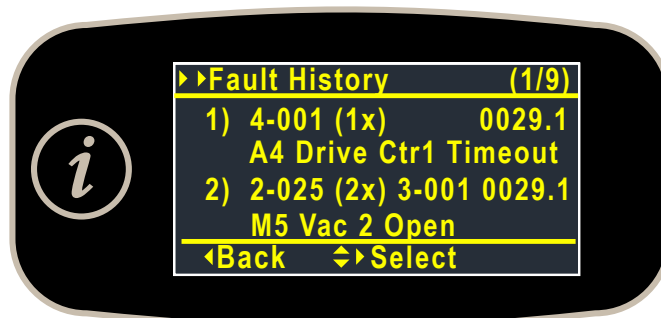 i
Fault History (1/9)
1) 4-001 (1x) 0029.1
A4 Drive Ctr1 Timeout
2) 2-025 (2x) 3-001 0029.1
M5 Vac 2 Open
Back Select